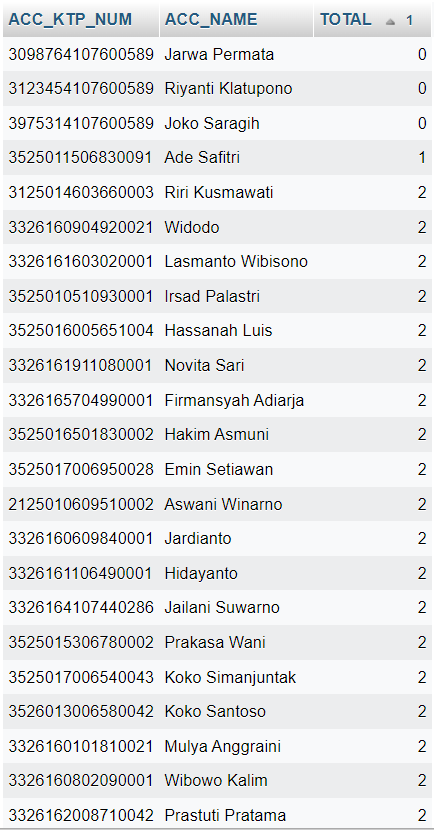 ACC_KTP_NUM ACC_NAME TOTAL 1
3098764107600589 Jarwa Permata 0
3123454107600589 Riyanti Klatupono 0
3975314107600589 Joko Saragih 0
3525011506830091 Ade Safitri 1
3125014603660003 Riri Kusmawati 2
3326160904920021 Widodo 2
3326161603020001 Lasmanto Wibisono 2
3525010510930001 Irsad Palastri 2
3525016005651004 Hassanah Luis 2
3326161911080001 Novita Sari 2
3326165704990001 Firmansyah Adiarja 2
3525016501830002 Hakim Asmuni 2
3525017006950028 Emin Setiawan 2
2125010609510002 Aswani Winarno 2
3326160609840001 Jardianto 2
3326161106490001 Hidayanto 2
3326164107440286 Jailani Suwarno 2
3525015306780002 Prakasa Wani 2
3525017006540043 Koko Simanjuntak 2
3526013006580042 Koko Santoso 2
3326160101810021 Mulya Anggraini 2
3326160802090001 Wibowo Kalim 2
3326162008710042 Prastuti Pratama 2